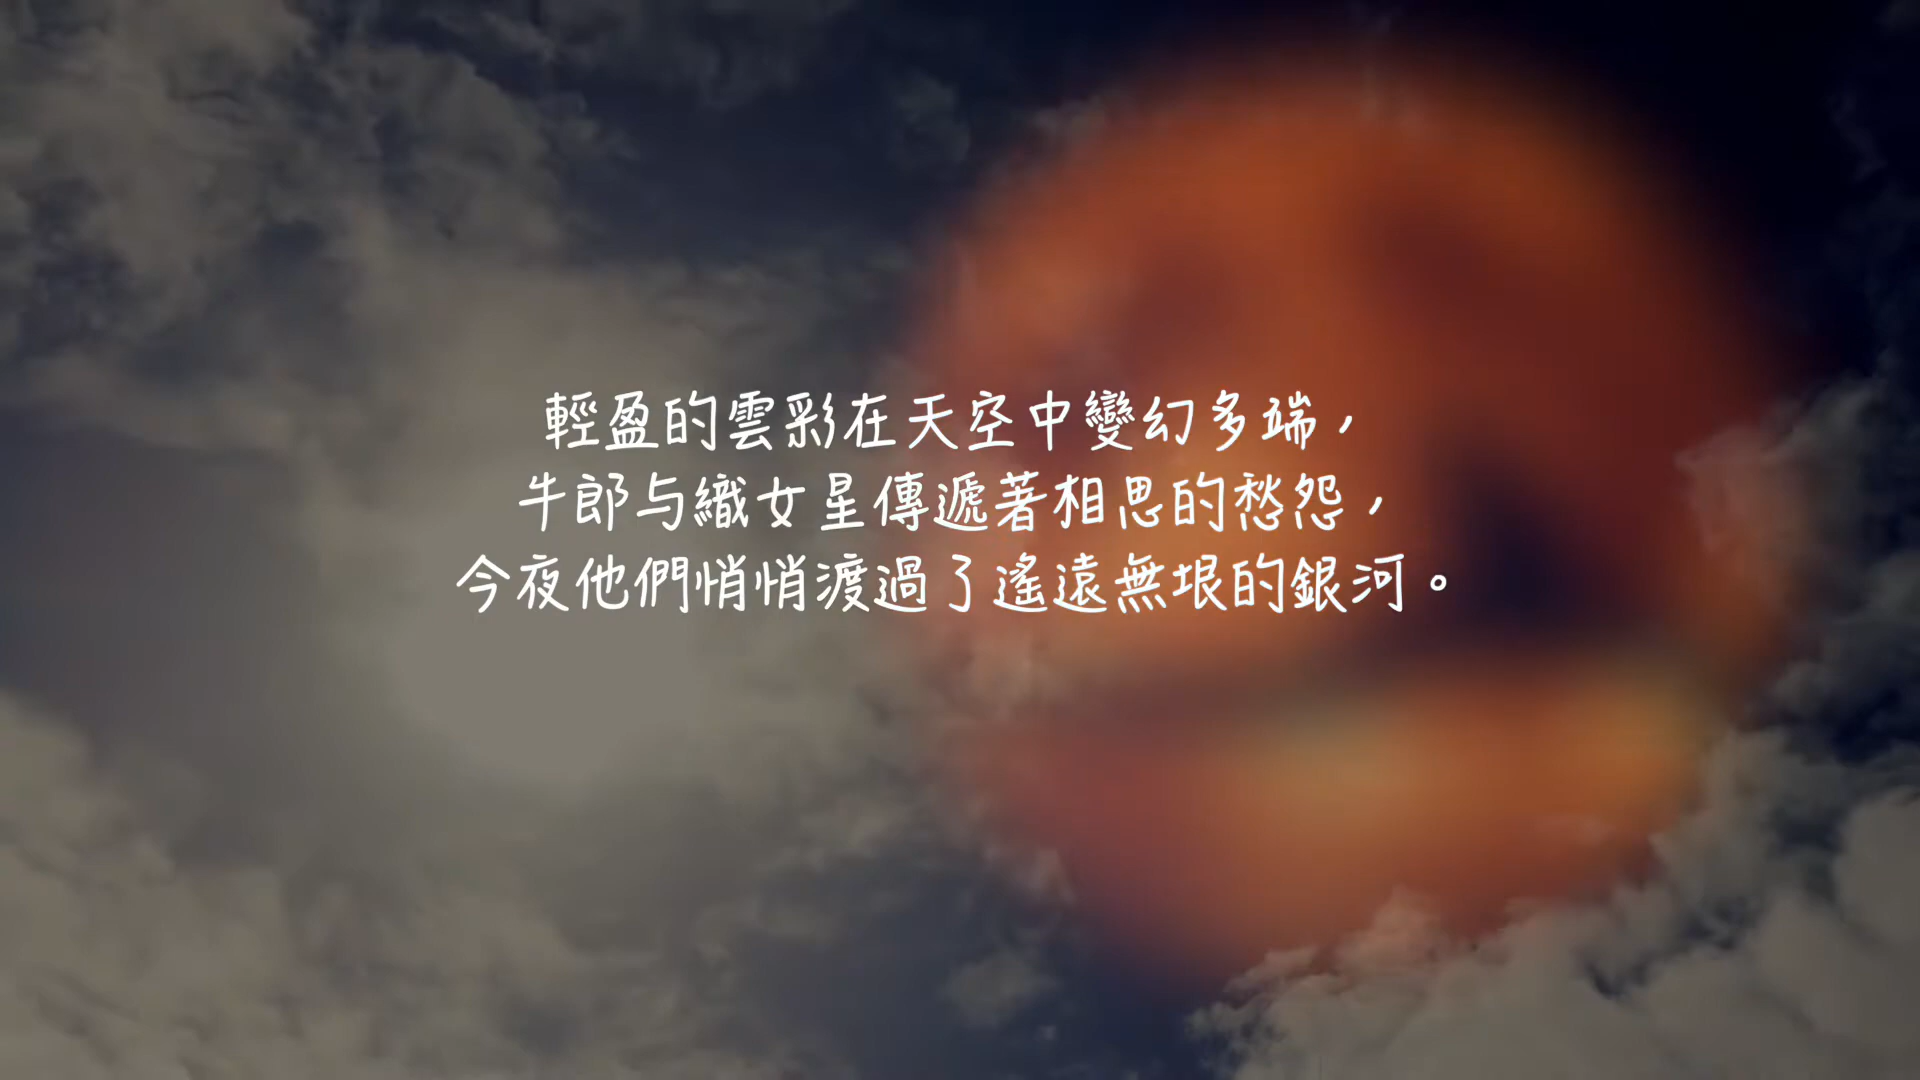 輕盈的雲彩在天空中變幻多端，
牛郎与織女星傳遞著相思的愁怨，
今夜他們悄悄渡過了遙遠無垠的銀河。